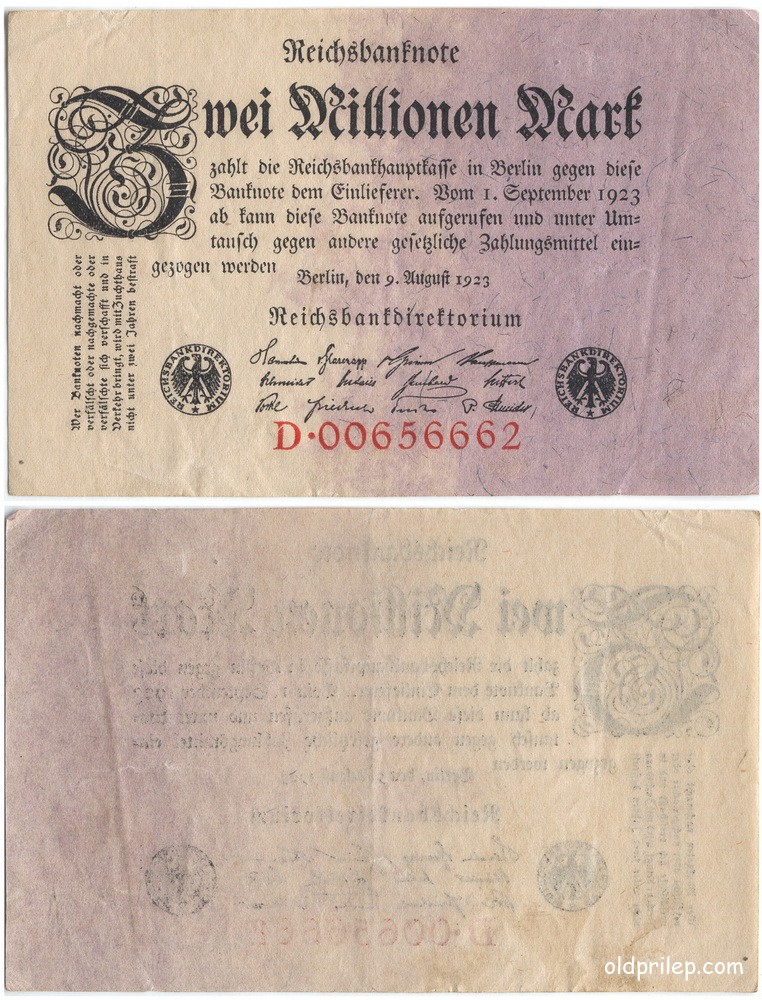 Reichsbanknote
Zwei Millionen Mark
zahlt die Reichsbankhauptkasse in Berlin gegen diese
Banknote dem Einlieferer. Vom 1. September 1923
ab kann diese Banknote aufgerufen und unter Um-
tausch gegen andere gesetzliche Zahlungsmittel ein-
gezogen werden
Berlin, den 9. August 1923
Reichsbankdirektorium
Wer Banknoten nachmacht oder
verfälscht oder nachgemachte oder
verfälschte sich verschafft und in
Verkehr bringt, wird mit Zuchthaus
nicht unter zwei Jahren bestraft
REICHSBANKDIREKTORIUM
REICHSBANKDIREKTORIUM
D·00656662
oldprilep.com